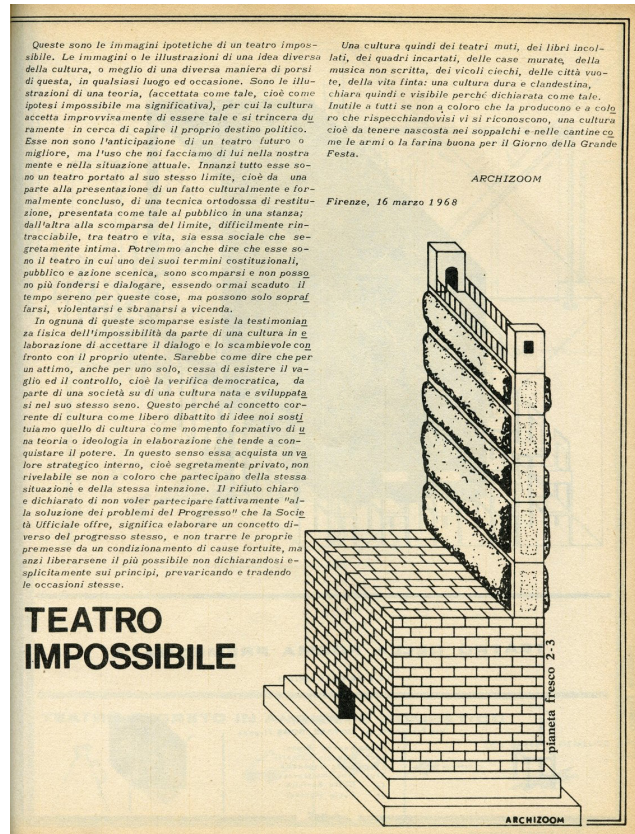 Queste sono le immagini ipotetiche di un teatro impos-
sibile. Le immagini o le illustrazioni di una idea diversa
della cultura, o meglio di una diversa maniera di porsi
di questa, in qualsiasi luogo ed occasione. Sono le illu-
strazioni di una teoria, (accettata come tale, cioè come
ipotesi impossibile ma significativa), per cui la cultura
accetta improvvisamente di essere tale e si trincera du
ramente in cerca di capire il proprio destino politico.
Esse non sono l'anticipazione di un teatro futuro o
migliore, ma l'uso che noi facciamo di lui nella nostra
mente e nella situazione attuale. Innanzi tutto esse so-
no un teatro portato al suo stesso limite, cioè da una
parte alla presentazione di un fatto culturalmente e for-
malmente concluso, di una tecnica ortodossa di restitu-
zione, presentata come tale al pubblico in una stanza;
dall'altra alla scomparsa del limite, difficilmente rin-
tracciabile, tra teatro e vita, sia essa sociale che se-
gretamente intima. Potremmo anche dire che esse so-
no il teatro in cui uno dei suoi termini costituzionali,
pubblico e azione scenica, sono scomparsi e non posso
no più fondersi e dialogare, essendo ormai scaduto il
tempo sereno per queste cose, ma possono solo sopraf
farsi, violentarsi e sbranarsi a vicenda.
In ognuna di queste scomparse esiste la testimonian
za fisica dell'impossibilità da parte di una cultura in e
laborazione di accettare il dialogo e lo scambievole con
fronto con il proprio utente. Sarebbe come dire che per
un attimo, anche per uno solo, cessa di esistere il va-
glio ed il controllo, cioè la verifica democratica, da
parte di una società su di una cultura nata e sviluppata
si nel suo stesso seno. Questo perché al concetto cor-
rente di cultura come libero dibattito di idee noi sosti
tuiamo quello di cultura come momento formativo di u
na teoria o ideologia in elaborazione che tende a con-
quistare il potere. In questo senso essa acquista un va
lore strategico interno, cioè segretamente privato, non
rivelabile se non a coloro che partecipano della stessa
situazione e della stessa intenzione. Il rifiuto chiaro
e dichiarato di non voler partecipare fattivamente "al-
la soluzione dei problemi del Progresso" che la Socie
tà Ufficiale offre, significa elaborare un concetto di-
verso del progresso stesso, e non trarre le proprie
premesse da un condizionamento di cause fortuite, ma
anzi liberarsene il più possibile non dichiarandosi e-
splicitamente sui principi, prevaricando e tradendo
le occasioni stesse.
Una cultura quindi dei teatri muti, dei libri incol-
lati, dei quadri incartati, delle case murate, della
musica non scritta, dei vicoli ciechi, delle città vuo-
te, della vita finta: una cultura dura e clandestina,
chiara quindi e visibile perché dichiarata come tale.
Inutile a tutti se non a coloro che la producono e a colo
ro che rispecchiandovisi vi si riconoscono, una cultura
cioè da tenere nascosta nei soppalchi e nelle cantine co
me le armi o la farina buona per il Giorno della Grande
Festa.
ARCHIZOOM
Firenze, 16 marzo 1968
TEATRO
IMPOSSIBILE
pianeta fresco 2-3
ARCHIZOOM